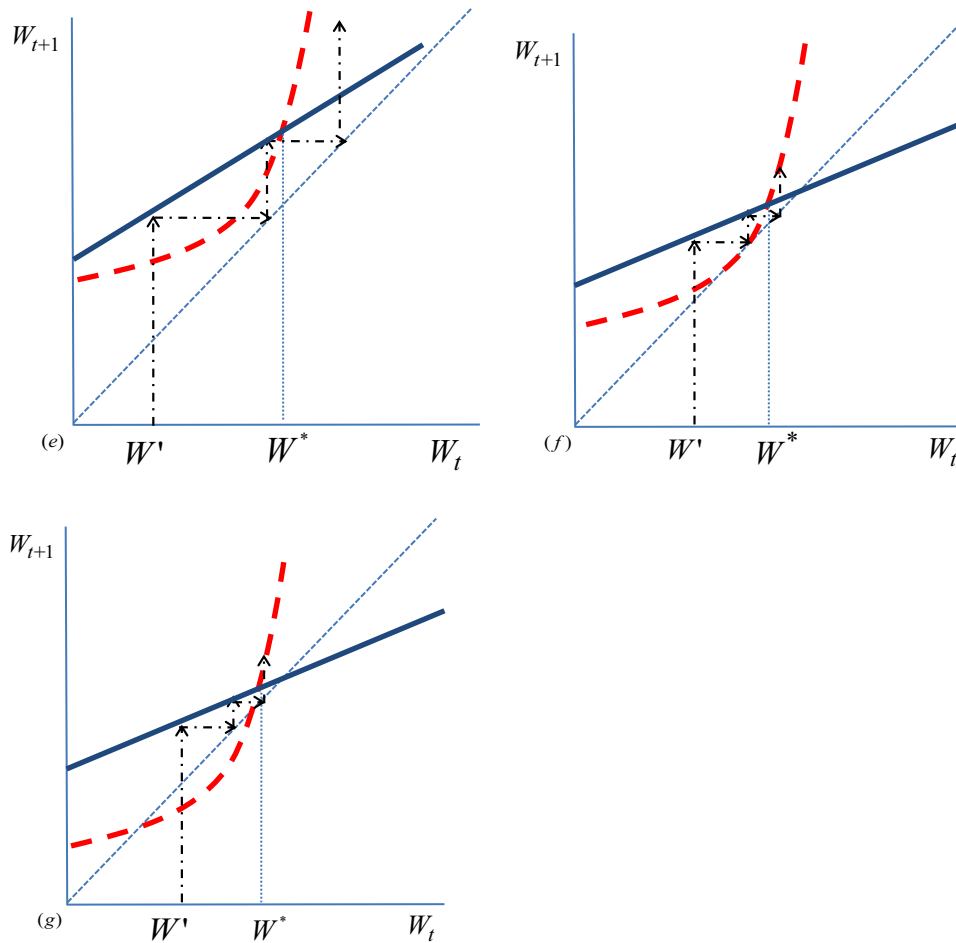 W_{t+1}
(e) W' W^* W_t
W_{t+1}
(f) W' W^* W_t
W_{t+1}
(g) W' W^* W_t